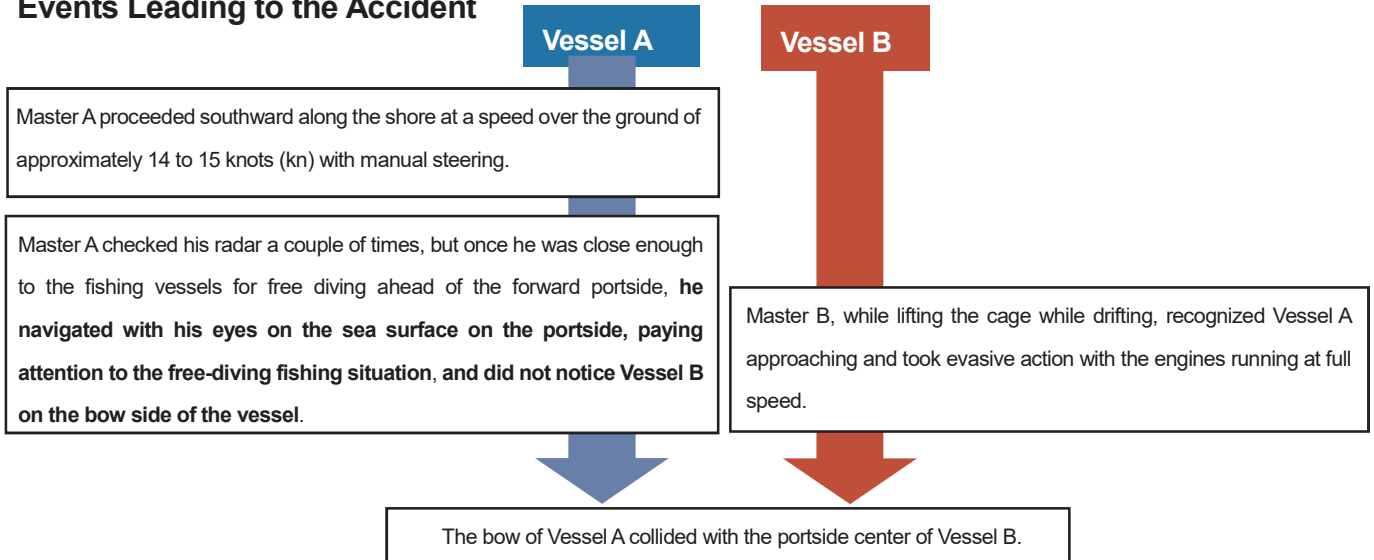 Events Leading to the Accident
Vessel A
Vessel B
Master A proceeded southward along the shore at a speed over the ground of
approximately 14 to 15 knots (kn) with manual steering.
Master A checked his radar a couple of times, but once he was close enough
to the fishing vessels for free diving ahead of the forward portside, he
navigated with his eyes on the sea surface on the portside, paying
attention to the free-diving fishing situation, and did not notice Vessel B
on the bow side of the vessel.
Master B, while lifting the cage while drifting, recognized Vessel A
approaching and took evasive action with the engines running at full
speed.
The bow of Vessel A collided with the portside center of Vessel B.